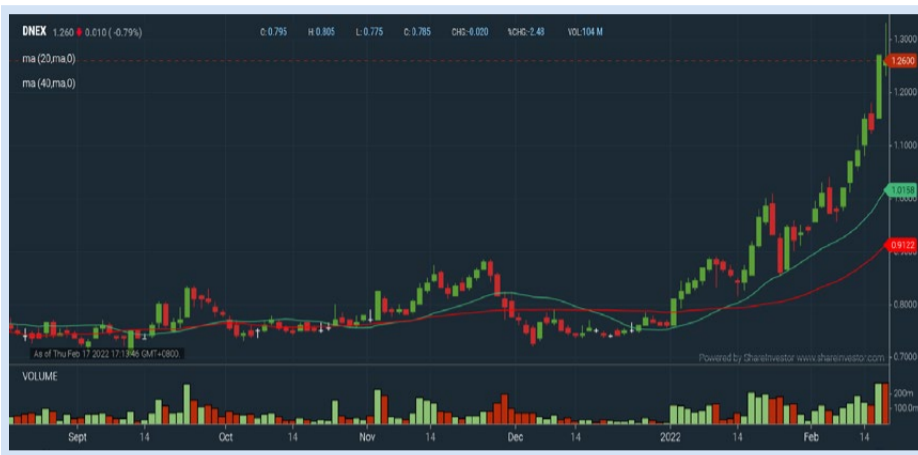 DNEX 1.260 0.010 (-0.79%) O: 0.795 H: 0.805 L: 0.775 C: 0.785 CHG:-0.020 %CHG:-2.48 VOL:104 M
ma (20,ma,0)
ma (40,ma,0)
1.3000
1.2600
1.2000
1.1000
1.0158
1.0000
0.9122
0.8000
0.7000
As of Thu Feb 17 2022 17:13:46 GMT+0800
Powered by ShareInvestor www.shareinvestor.com
VOLUME
200m
1000m
Sept 14 Oct 14 Nov 14 Dec 14 2022 14 Feb 14